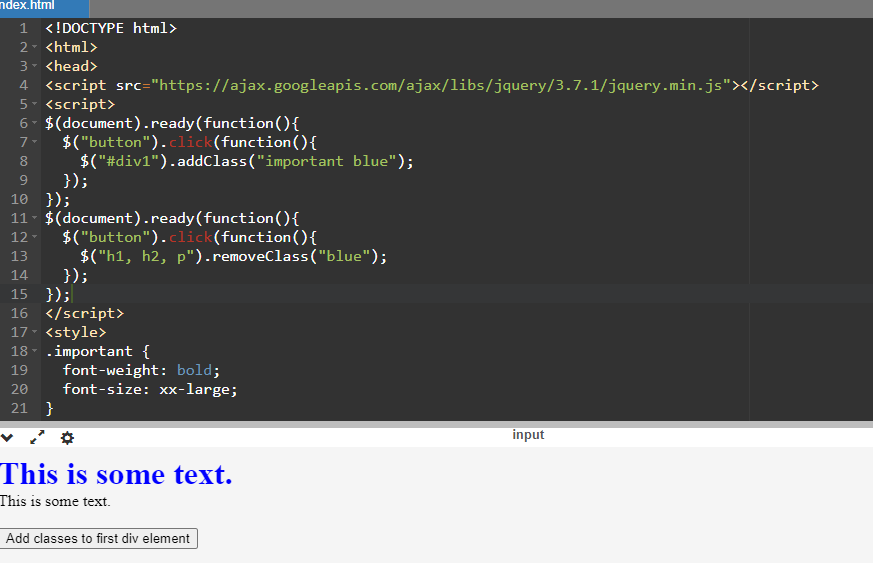 ndex.html
1 <!DOCTYPE html>
2 <html>
3 <head>
4 <script src="https://ajax.googleapis.com/ajax/libs/jquery/3.7.1/jquery.min.js"></script>
5 <script>
6 $(document).ready(function(){
7   $("button").click(function(){
8     $("#div1").addClass("important blue");
9   });
10 });
11 $(document).ready(function(){
12   $("button").click(function(){
13     $("h1, h2, p").removeClass("blue");
14   });
15 });
16 </script>
17 <style>
18 .important {
19   font-weight: bold;
20   font-size: xx-large;
21 }
input
This is some text.
This is some text.
Add classes to first div element